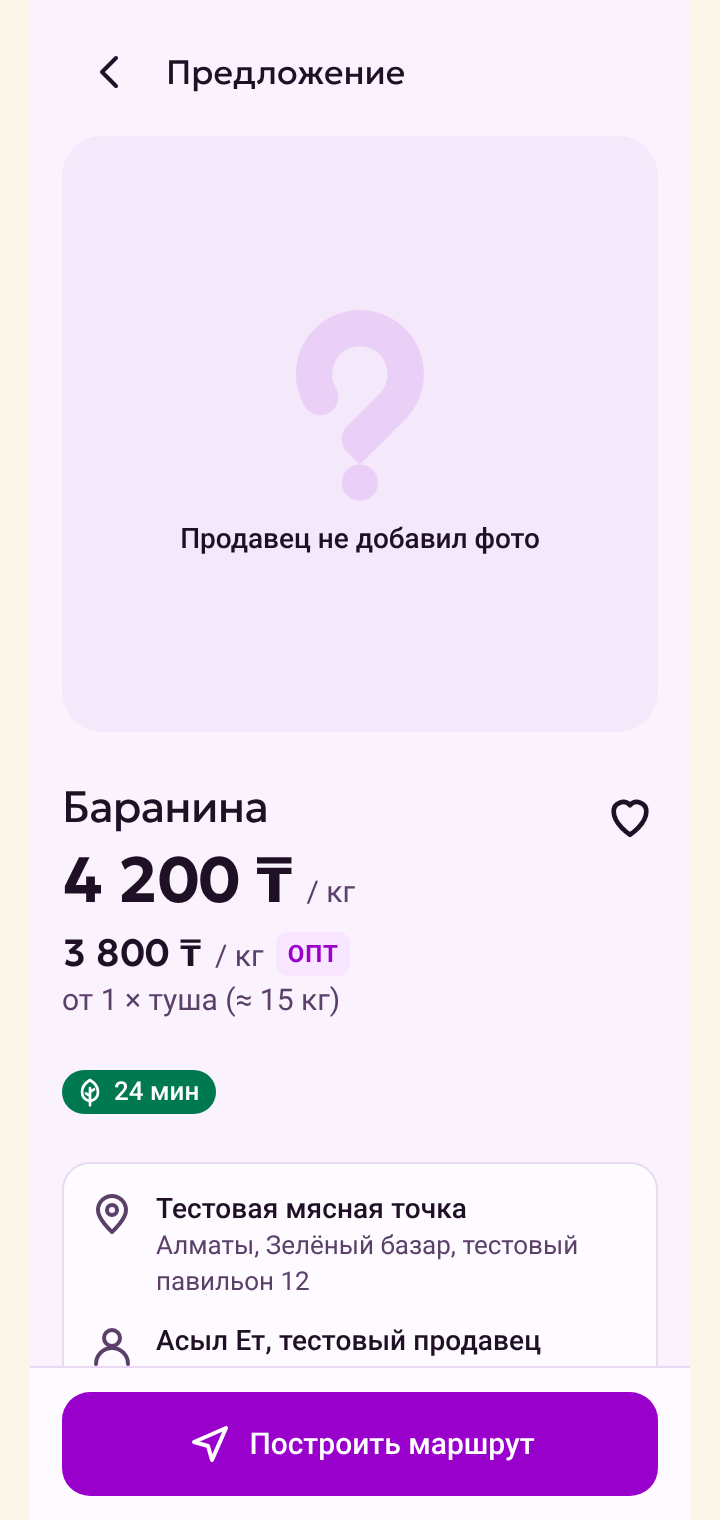 Предложение
Продавец не добавил фото
Баранина
4 200 ₸ / кг
3 800 ₸ / кг ОПТ
от 1 × туша (≈ 15 кг)
24 мин
Тестовая мясная точка
Алматы, Зелёный базар, тестовый
павильон 12
Асыл Ет, тестовый продавец
Построить маршрут